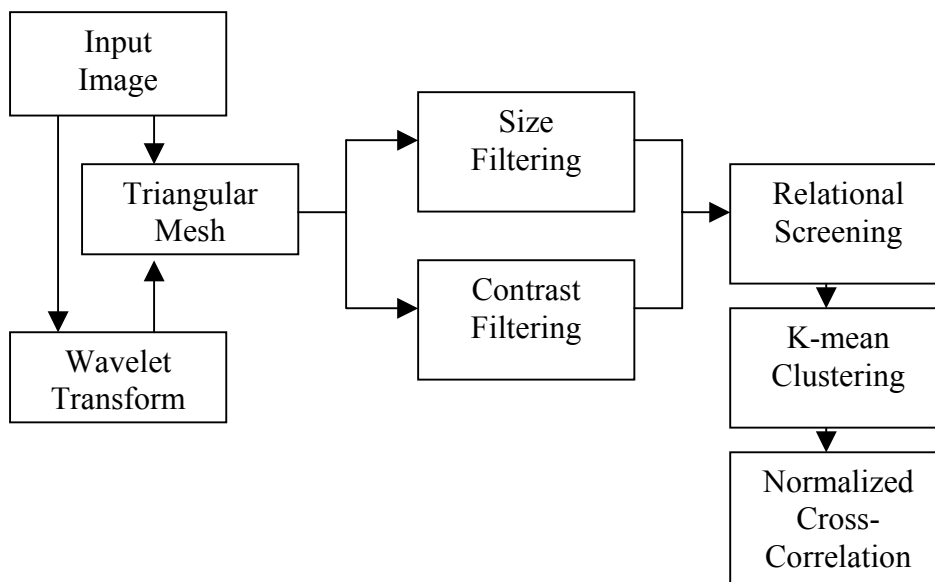 Input
Image
Triangular
Mesh
Wavelet
Transform
Size
Filtering
Contrast
Filtering
Relational
Screening
K-mean
Clustering
Normalized
Cross-
Correlation